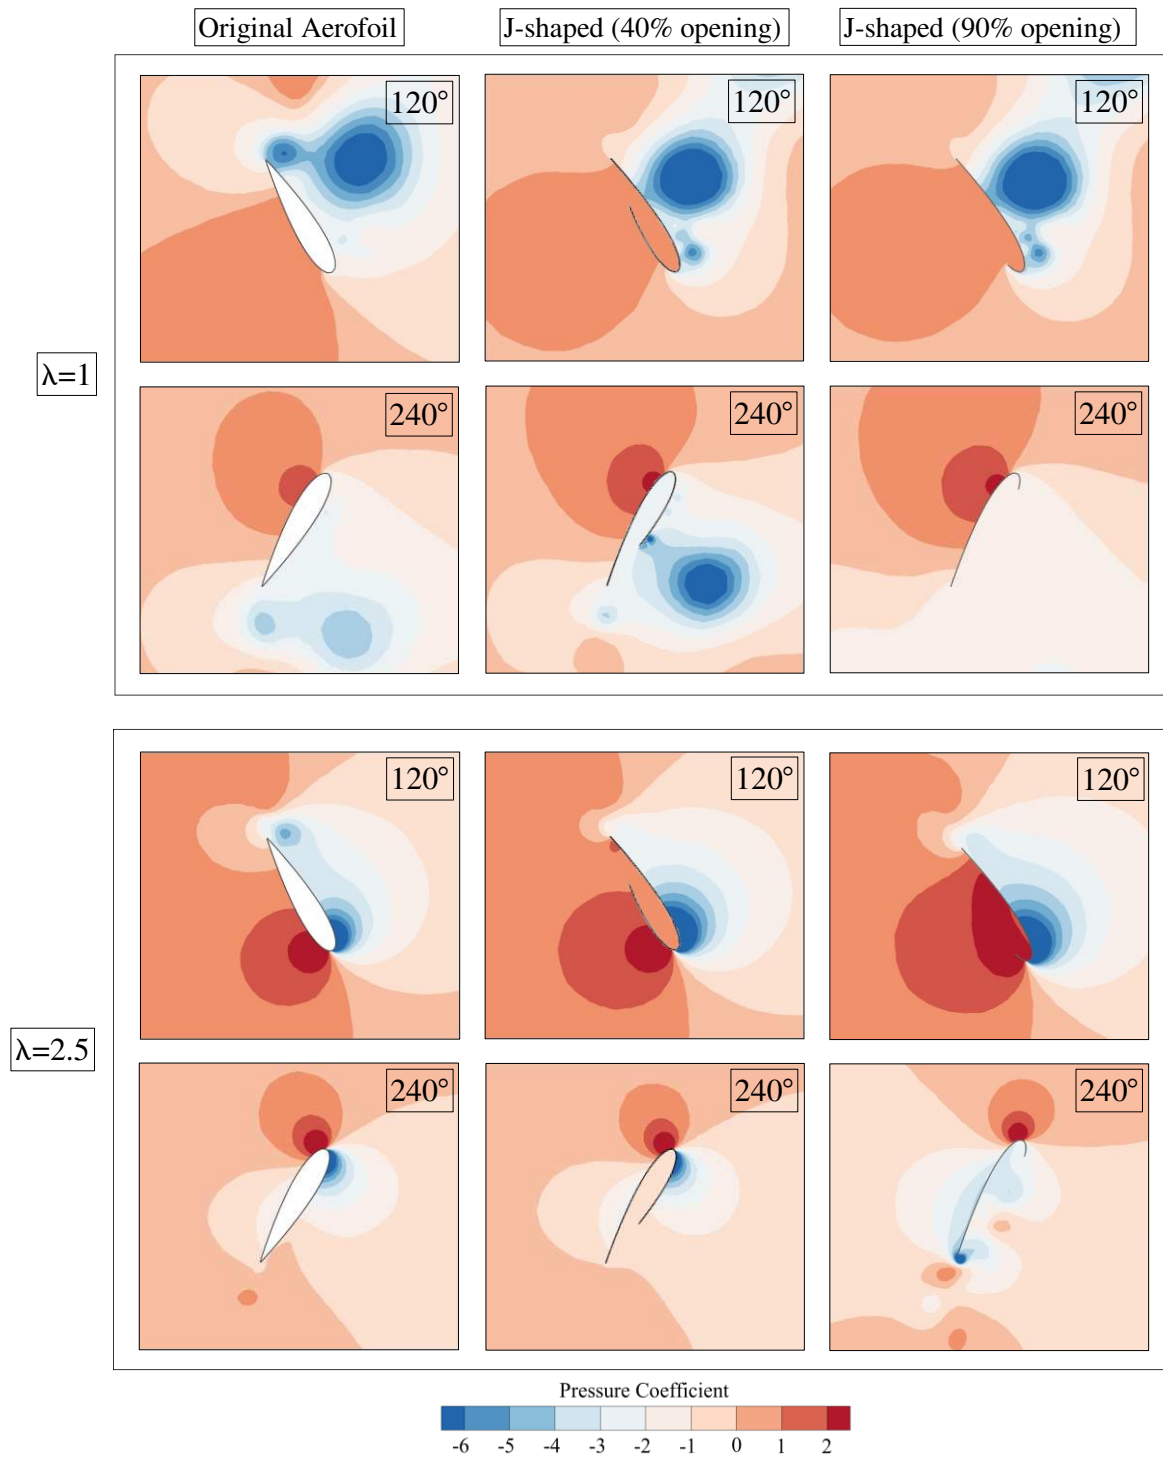 Original Aerofoil
J-shaped (40% opening)
J-shaped (90% opening)
λ=1
120°
120°
120°
240°
240°
240°
λ=2.5
120°
120°
120°
240°
240°
240°
Pressure Coefficient
-6 -5 -4 -3 -2 -1 0 1 2